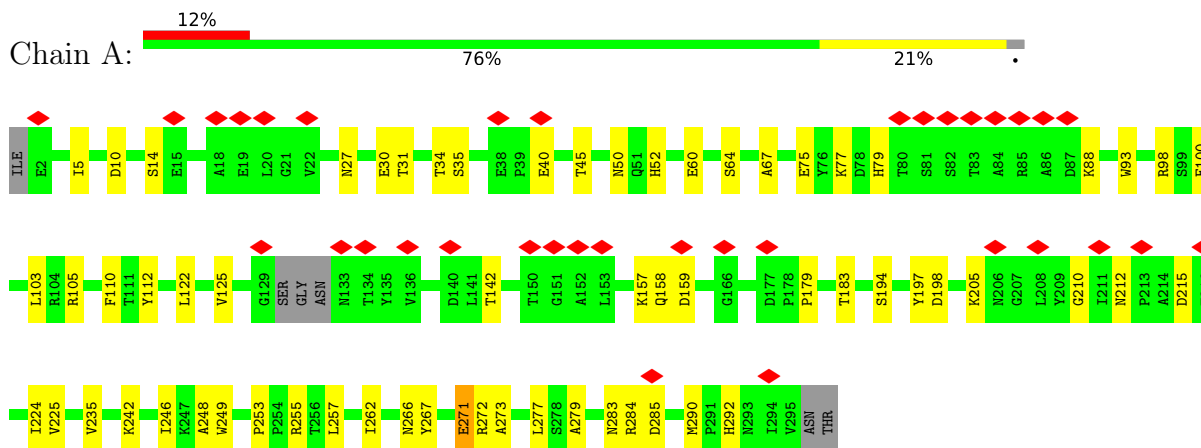 12%
Chain A:
76% 21% •
ILE E2 I5 D10 S14 E15 A18 E19 L20 G21 V22 N27 E30 T31 T34 S35 E38 P39 E40 T45 N50 Q51 H52 E60 S64 A67 E75 Y76 K77 D78 H79 T80 S81 S82 T83 A84 R85 A86 D87 K88 W93 R98 S99 E100
L103 R104 R105 F110 T111 Y112 L122 V125 G129 SER GLY ASN N133 T134 Y135 V136 D140 L141 T142 T150 G151 A152 L153 K157 Q158 D159 G166 D177 P178 P179 T183 S194 Y197 D198 K205 N206 G207 L208 Y209 G210 I211 N212 P213 A214 D215
I224 V225 V235 K242 I246 K247 A248 W249 P253 P254 R255 T256 L257 I262 N266 Y267 E271 R272 A273 L277 S278 A279 N283 R284 D285 M290 P291 H292 N293 I294 V295 ASN THR